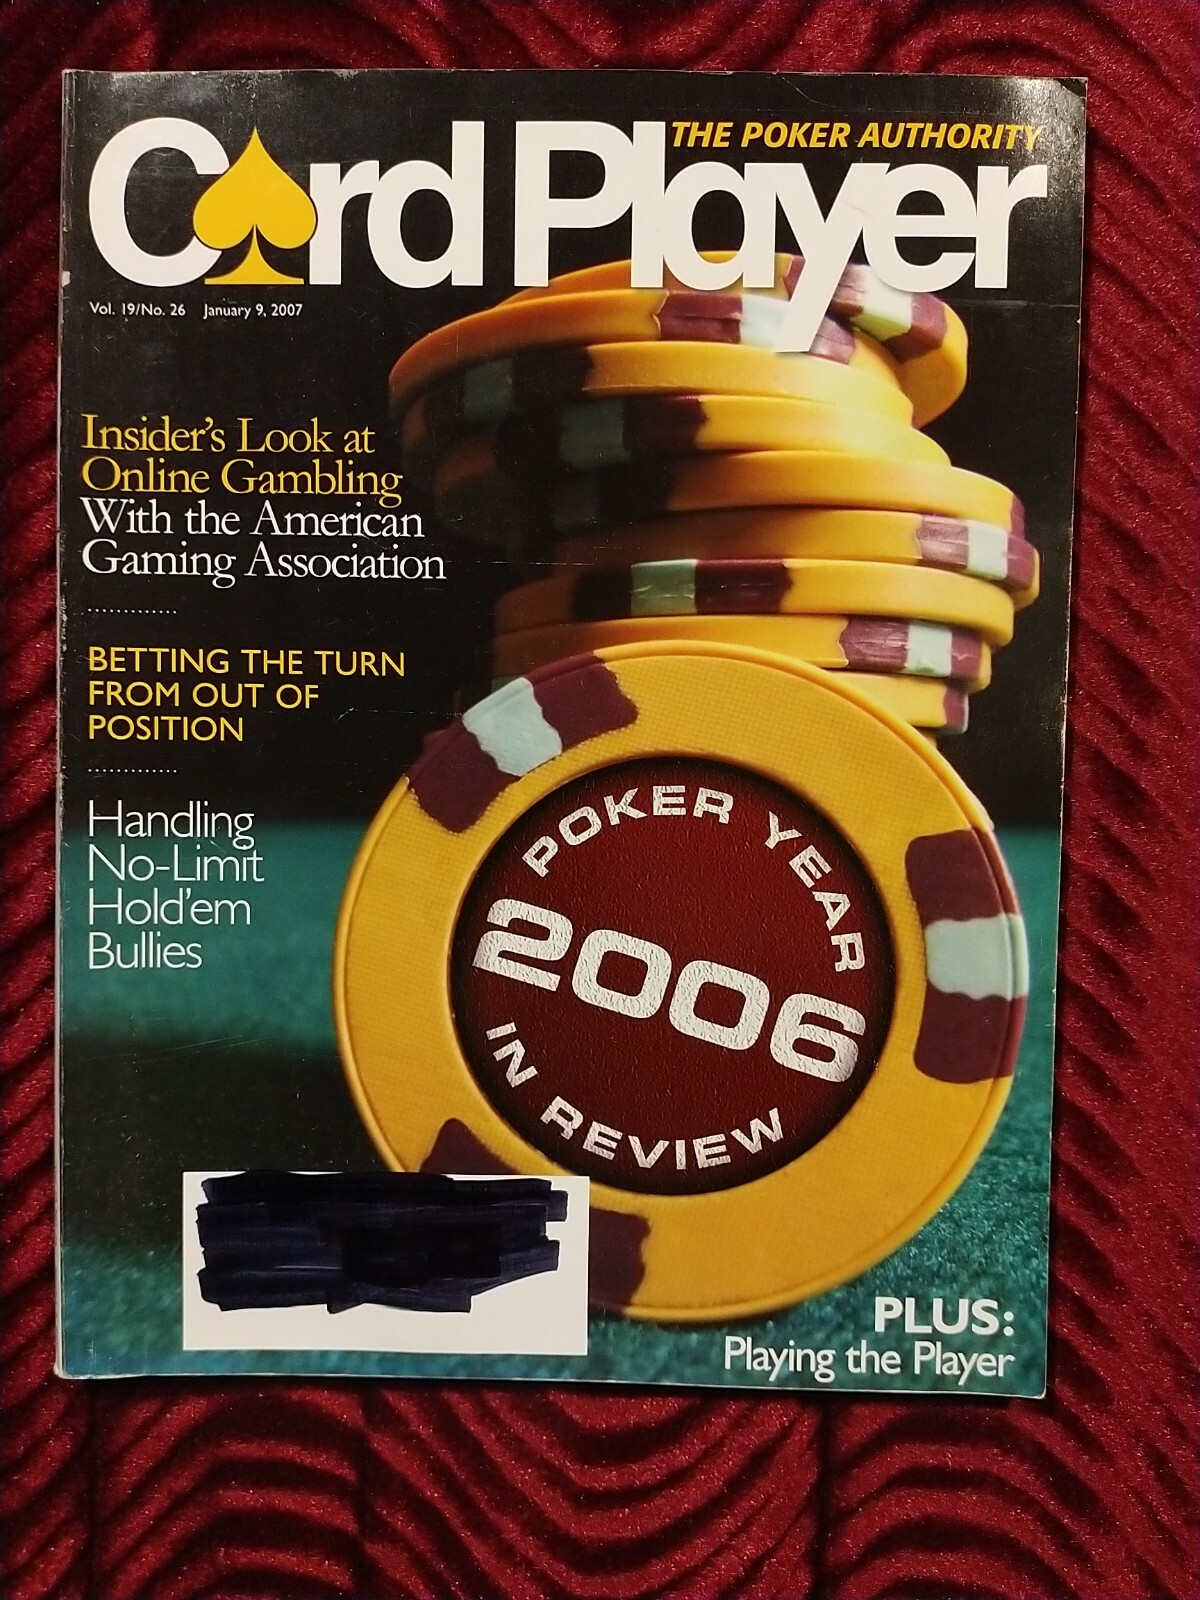 THE POKER AUTHORITY
Card Player
Vol. 19/No. 26 January 9, 2007
Insider's Look at
Online Gambling
With the American
Gaming Association
BETTING THE TURN
FROM OUT OF
POSITION
Handling
No-Limit
Hold'em
Bullies
POKER YEAR
2006
IN REVIEW
PLUS:
Playing the Player